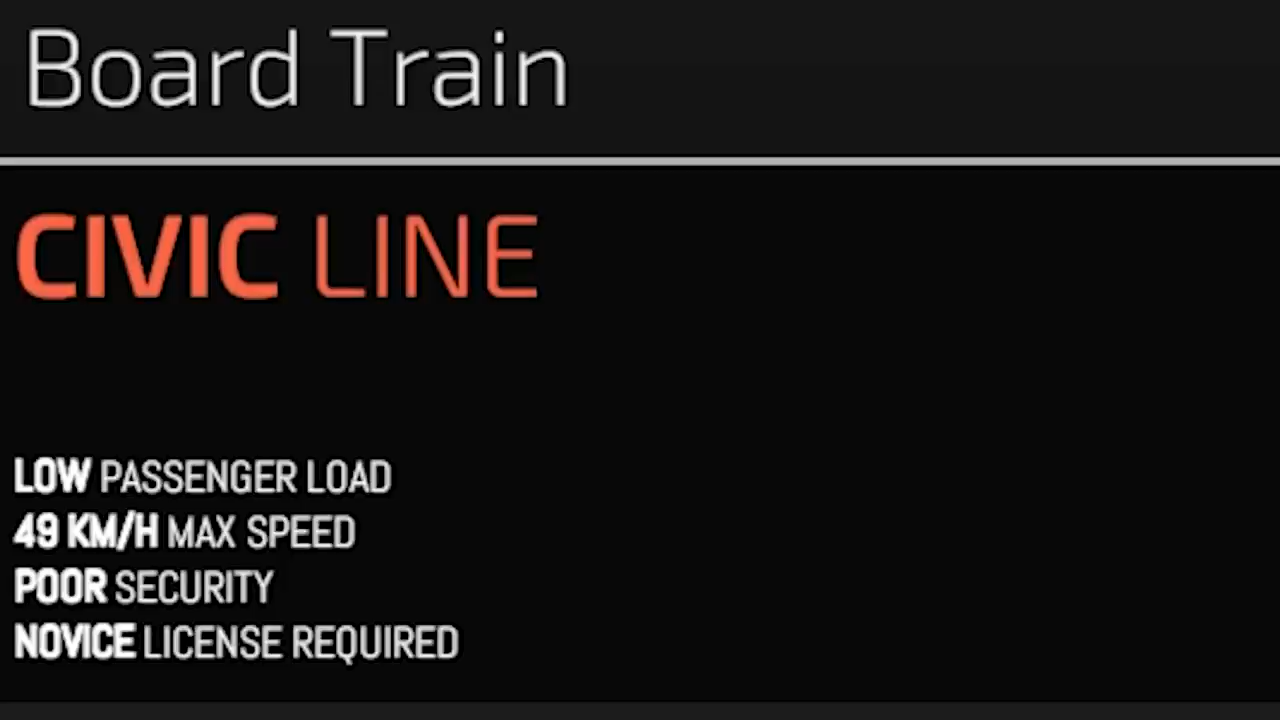 Board Train
CIVIC LINE
LOW PASSENGER LOAD
49 KM/H MAX SPEED
POOR SECURITY
NOVICE LICENSE REQUIRED